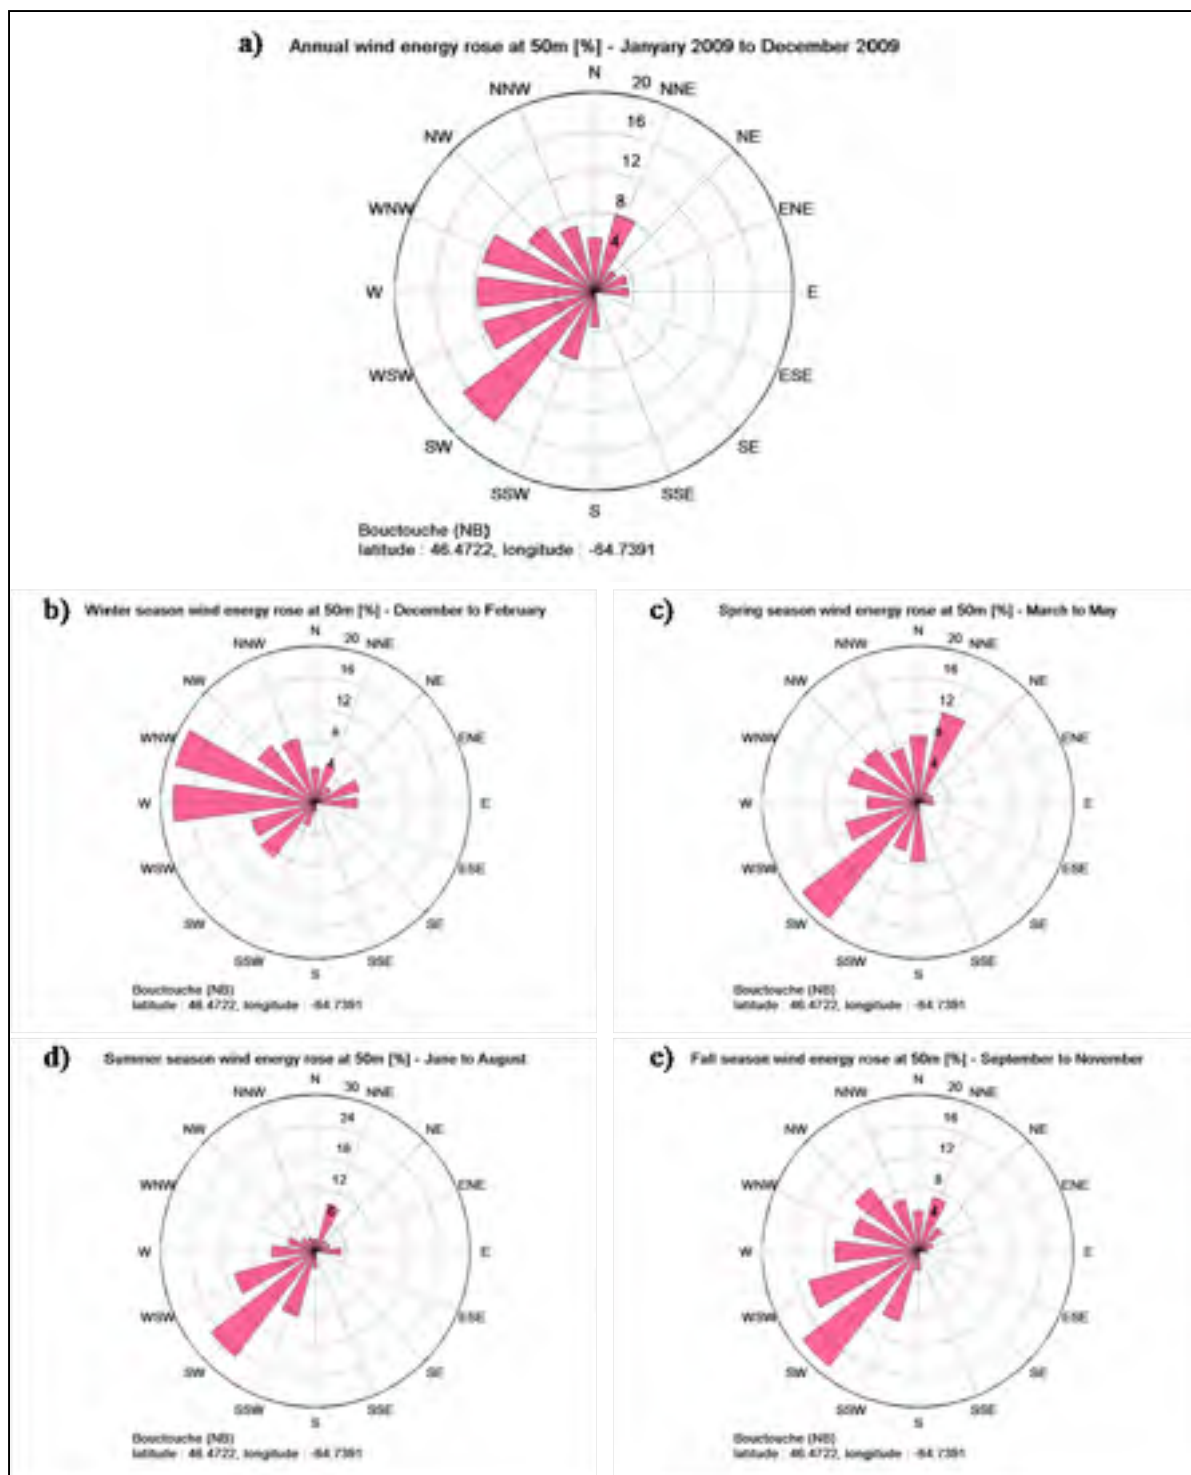 a) Annual wind energy rose at 50m [%] - Janyary 2009 to December 2009
N
NNW 20 NNE
NW 16 NE
12
WNW 8 ENE
4
W E
WSW ESE
SW SE
SSW SSE
S
Bouctouche (NB)
latitude : 46.4722, longitude : -64.7391
b) Winter season wind energy rose at 50m [%] - December to February
N
NNW 20 NNE
NW 16 NE
12
WNW 8 ENE
4
W E
WSW ESE
SW SE
SSW SSE
S
Bouctouche (NB)
latitude : 46.4722, longitude : -64.7391
c) Spring season wind energy rose at 50m [%] - March to May
N
NNW 20 NNE
NW 16 NE
12
WNW 8 ENE
4
W E
WSW ESE
SW SE
SSW SSE
S
Bouctouche (NB)
latitude : 46.4722, longitude : -64.7391
d) Summer season wind energy rose at 50m [%] - June to August
N
NNW 30 NNE
NW 24 NE
18
WNW 12 ENE
6
W E
WSW ESE
SW SE
SSW SSE
S
Bouctouche (NB)
latitude : 46.4722, longitude : -64.7391
e) Fall season wind energy rose at 50m [%] - September to November
N
NNW 20 NNE
NW 16 NE
12
WNW 8 ENE
4
W E
WSW ESE
SW SE
SSW SSE
S
Bouctouche (NB)
latitude : 46.4722, longitude : -64.7391